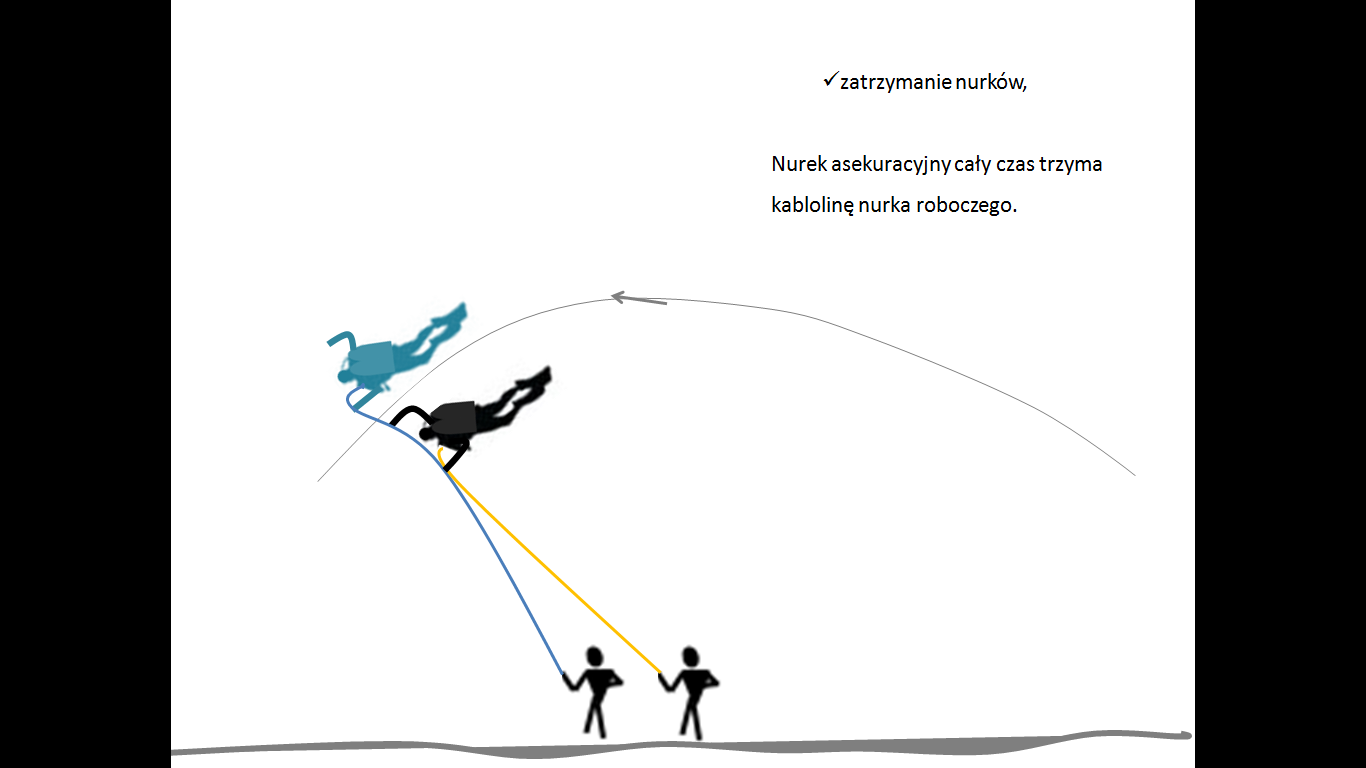 ✓zatrzymanie nurków,
Nurek asekuracyjny cały czas trzyma
kablolinę nurka roboczego.